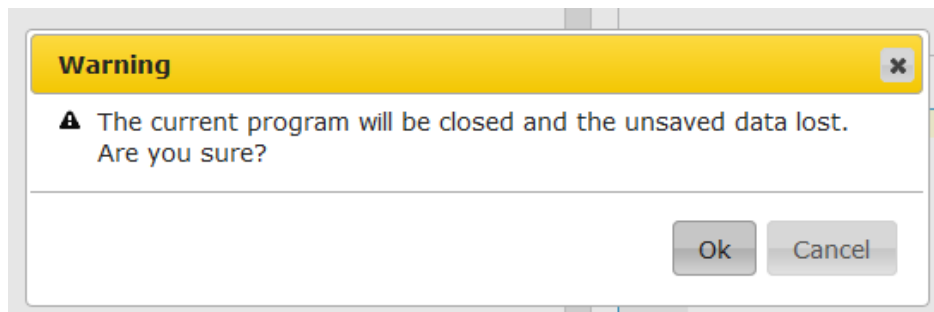 Warning
The current program will be closed and the unsaved data lost.
Are you sure?
Ok
Cancel